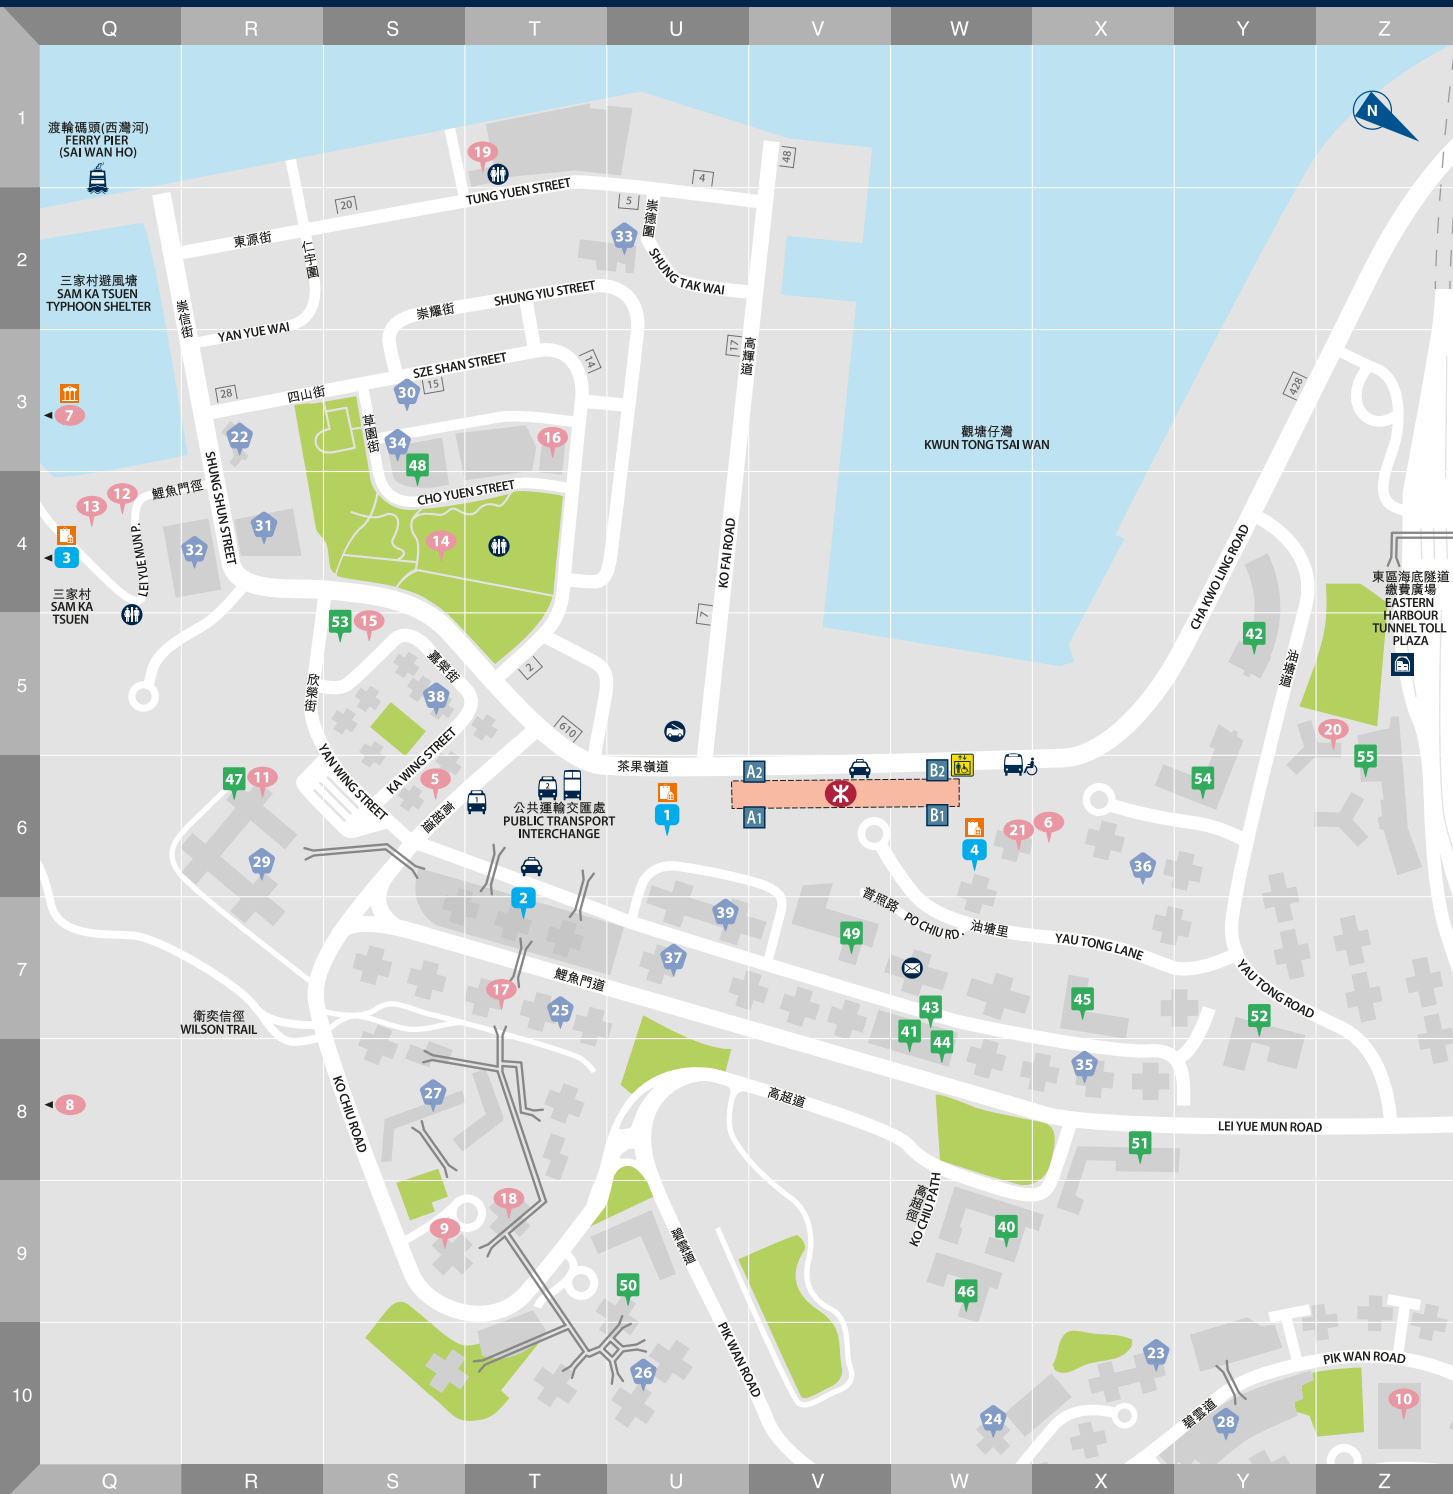 Q R S T U V W X Y Z
1
渡輪碼頭(西灣河)
FERRY PIER
(SAI WAN HO)
19
48
N
4
TUNG YUEN STREET
20
5
2
東源街
仁宇圍
33
崇德圍
SHUNG TAK WAI
三家村避風塘
SAM KA TSUEN
TYPHOON SHELTER
崇信街
SHUNG YIU STREET
崇耀街
YAN YUE WAI
3
SZE SHAN STREET
14
17
高輝道
15
30
28
四山街
428
7
草園街
22
34
16
觀塘仔灣
KWUN TONG TSAI WAN
48
SHUNG SHUN STREET
4
12
13
鯉魚門徑
CHO YUEN STREET
31
32
14
LEI YUE MUN P.
KO FAI ROAD
3
CHA KWO LING ROAD
東區海底隧道
繳費廣場
EASTERN
HARBOUR
TUNNEL TOLL
PLAZA
三家村
SAM KA
TSUEN
7
5
53
15
42
嘉榮街
2
油塘道
欣榮街
38
610
20
55
YAN WING STREET
KA WING STREET
茶果嶺道
A2
B2
6
47
11
5
54
高超道
1
2
公共運輸交匯處
PUBLIC TRANSPORT
INTERCHANGE
1
A1
B1
21
6
4
29
36
2
39
普照路
PO CHIU RD.
油塘里
49
YAU TONG LANE
7
37
鯉魚門道
YAU TONG ROAD
17
25
43
45
52
衛奕信徑
WILSON TRAIL
41
44
35
8
KO CHIU ROAD
27
高超道
8
LEI YUE MUN ROAD
51
高超徑
KO CHIU PATH
18
9
9
40
50
46
PIK WAN ROAD
23
PIK WAN ROAD
26
10
10
24
碧雲道
28
Q R S T U V W X Y Z